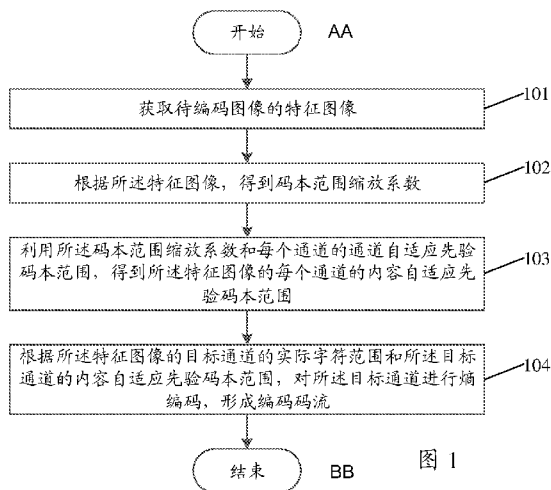 开始 AA
101
获取待编码图像的特征图像
102
根据所述特征图像，得到码本范围缩放系数
利用所述码本范围缩放系数和每个通道的通道自适应先验
码本范围，得到所述特征图像的每个通道的内容自适应先
验码本范围
103
根据所述特征图像的目标通道的实际字符范围和所述目标
通道的内容自适应先验码本范围，对所述目标通道进行熵
编码，形成编码码流
104
结束 BB
图 1